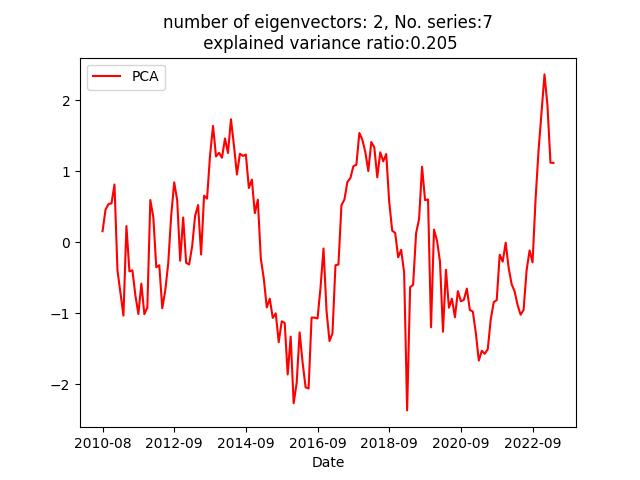 number of eigenvectors: 2, No. series:7
explained variance ratio:0.205
PCA
2
1
0
−1
−2
2010-08 2012-09 2014-09 2016-09 2018-09 2020-09 2022-09
Date